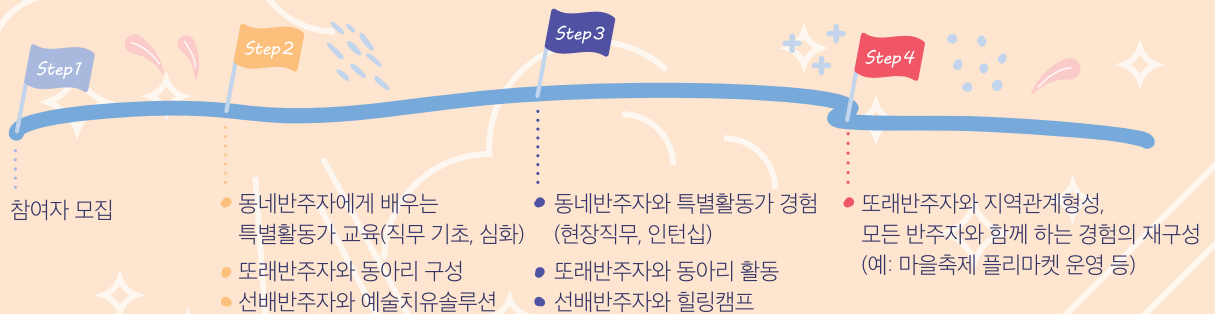 Step1
참여자 모집
Step2
동네반주자에게 배우는
특별활동가 교육(직무 기초, 심화)
또래반주자와 동아리 구성
선배반주자와 예술치유솔루션
Step3
동네반주자와 특별활동가 경험
(현장직무, 인턴십)
또래반주자와 동아리 활동
선배반주자와 힐링캠프
Step4
또래반주자와 지역관계형성,
모든 반주자와 함께 하는 경험의 재구성
(예: 마을축제 플리마켓 운영 등)